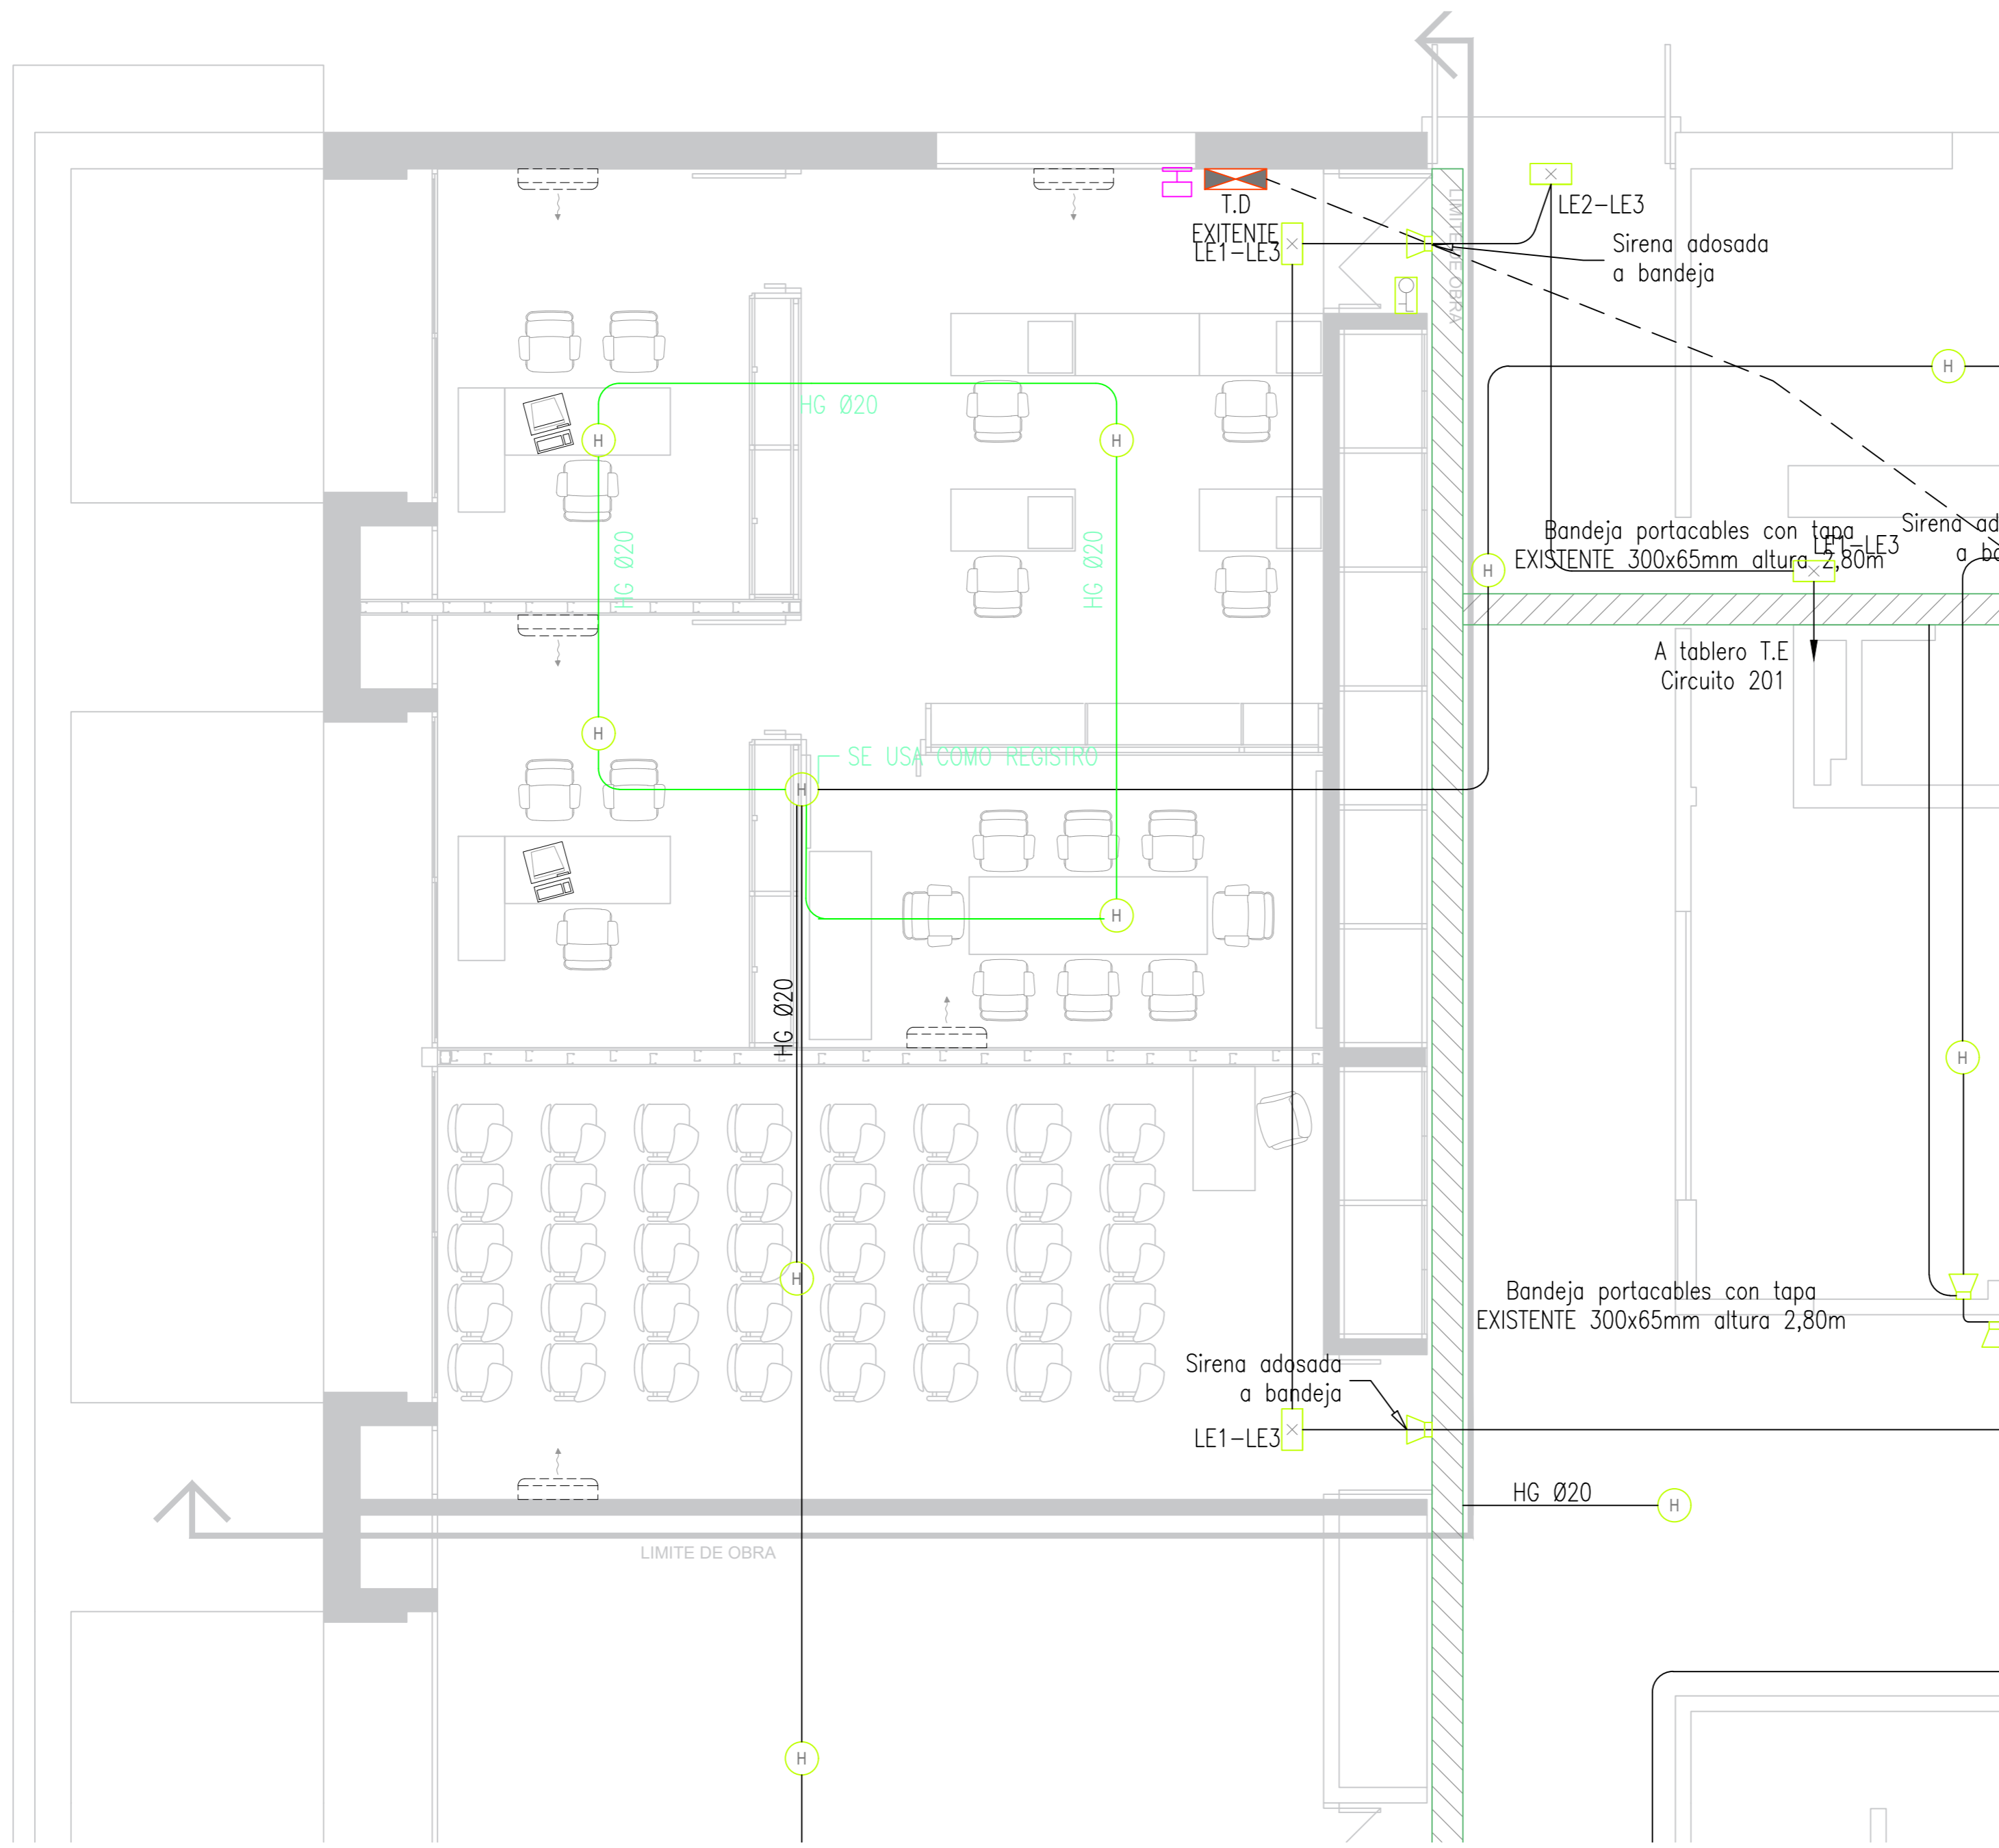 T.D
EXITENTE
LE1-LE3
LE2-LE3
LIMITE DE OBRA
Sirena adosada
a bandeja
H
HG Ø20
H
H
HG Ø20
HG Ø20
H
Bandeja portacables con tapa
EXISTENTE 300x65mm altura 2,80m
LE1-LE3
Sirena ad
a ba
A tablero T.E
Circuito 201
H
SE USA COMO REGISTRO
H
H
HG Ø20
H
H
H
Bandeja portacables con tapa
EXISTENTE 300x65mm altura 2,80m
Sirena adosada
a bandeja
LE1-LE3
HG Ø20
H
LIMITE DE OBRA
H